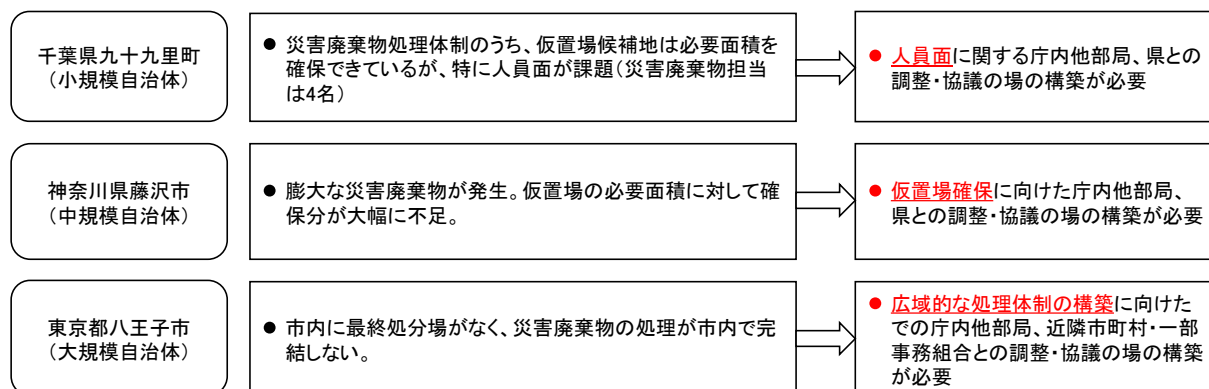 千葉県九十九里町
（小規模自治体）
● 災害廃棄物処理体制のうち、仮置場候補地は必要面積を
確保できているが、特に人員面が課題（災害廃棄物担当
は4名）
● 人員面に関する庁内他部局、県との
調整・協議の場の構築が必要
神奈川県藤沢市
（中規模自治体）
● 膨大な災害廃棄物が発生。仮置場の必要面積に対して確
保分が大幅に不足。
● 仮置場確保に向けた庁内他部局、
県との調整・協議の場の構築が必要
東京都八王子市
（大規模自治体）
● 市内に最終処分場がなく、災害廃棄物の処理が市内で完
結しない。
● 広域的な処理体制の構築に向けた
での庁内他部局、近隣市町村・一部
事務組合との調整・協議の場の構築
が必要